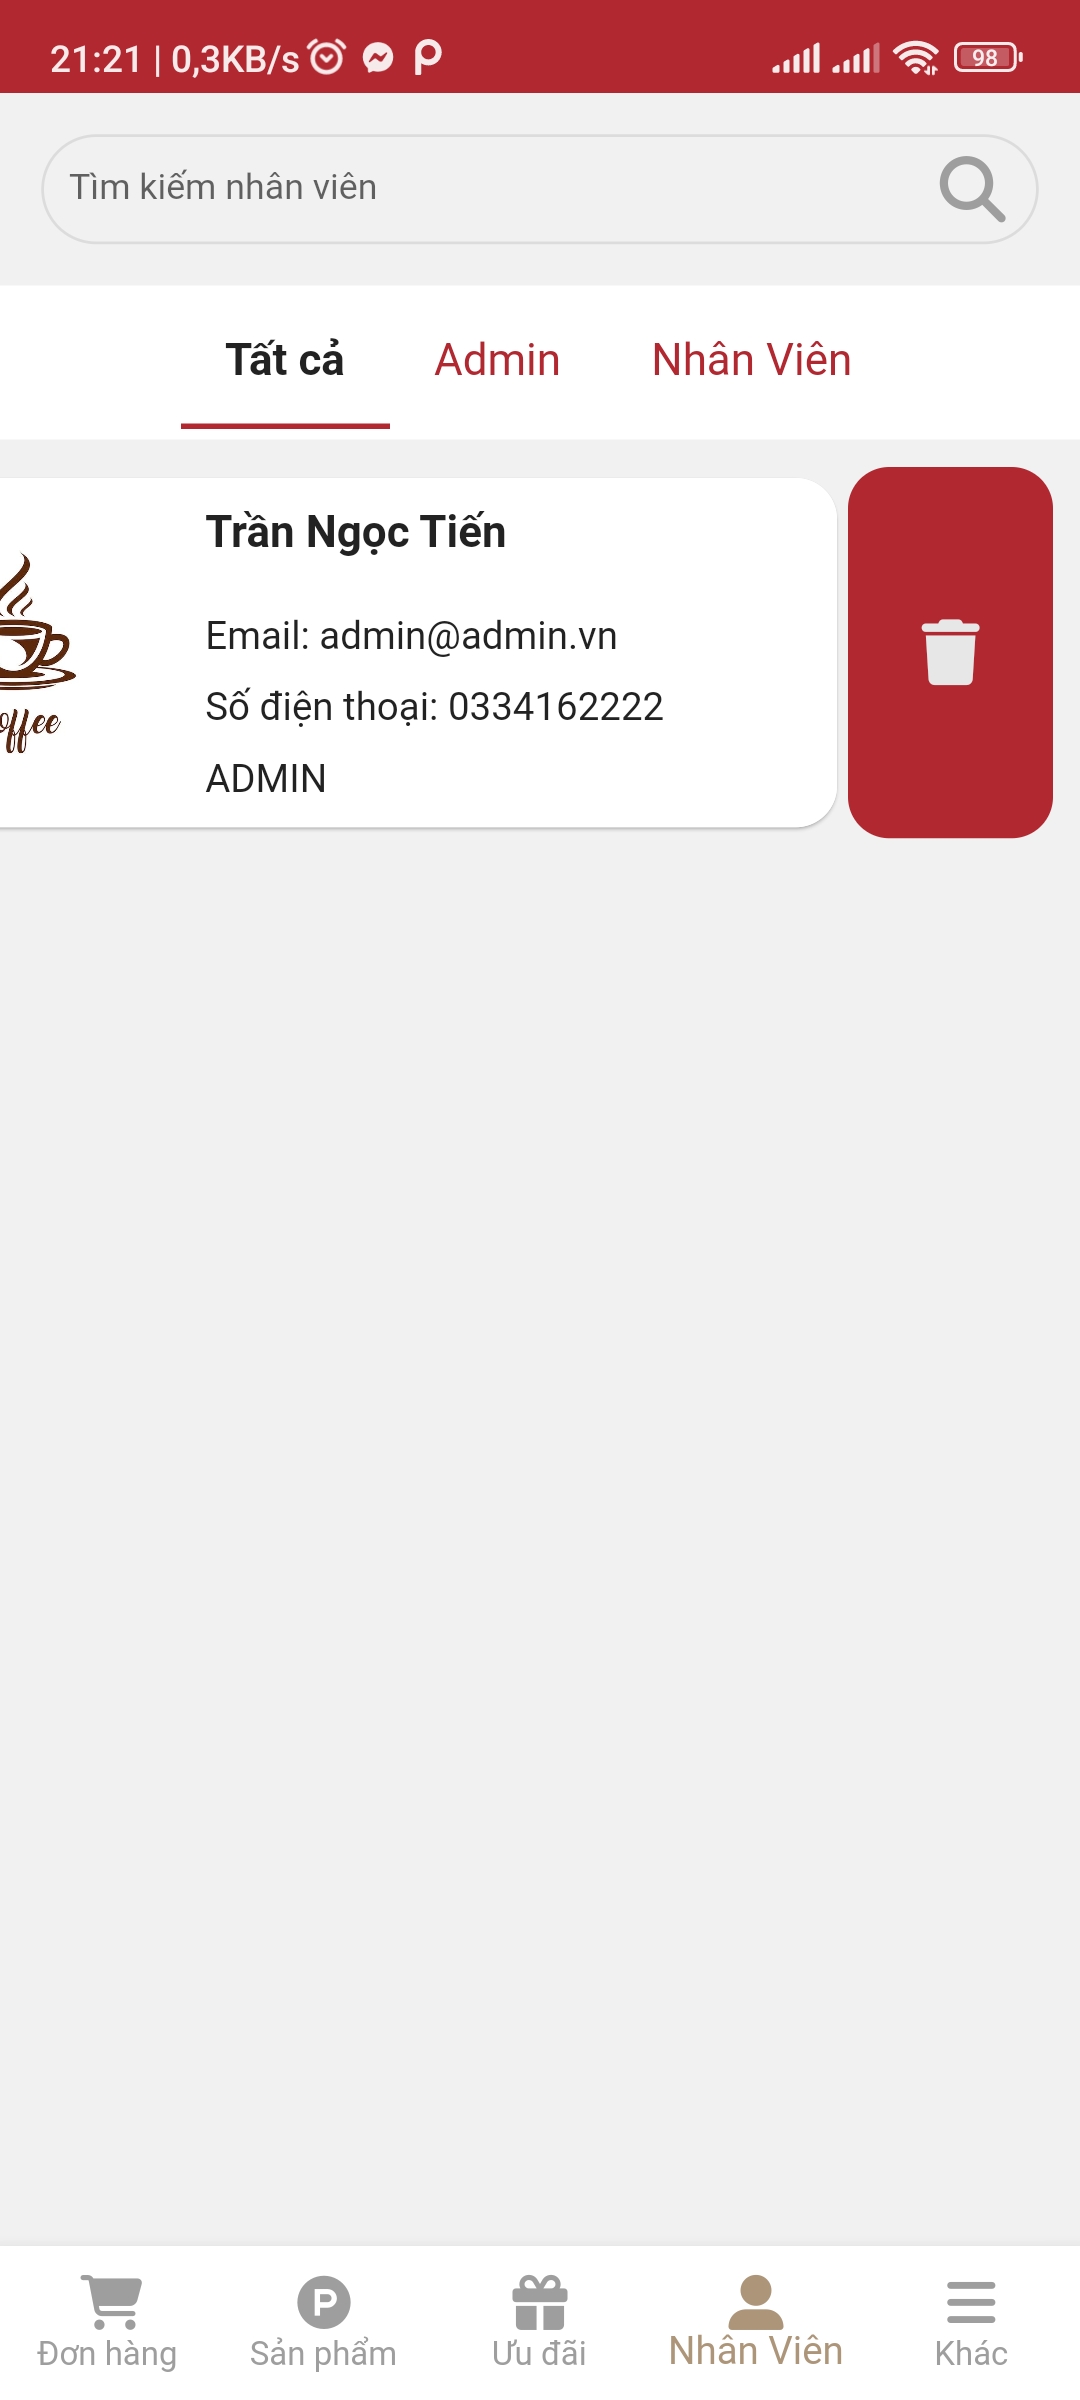 21:21 | 0,3KB/s
98
Tìm kiếm nhân viên
Tất cả Admin Nhân Viên
Trần Ngọc Tiến
Email: admin@admin.vn
Số điện thoại: 0334162222
ADMIN
offee
Đơn hàng Sản phẩm Ưu đãi Nhân Viên Khác